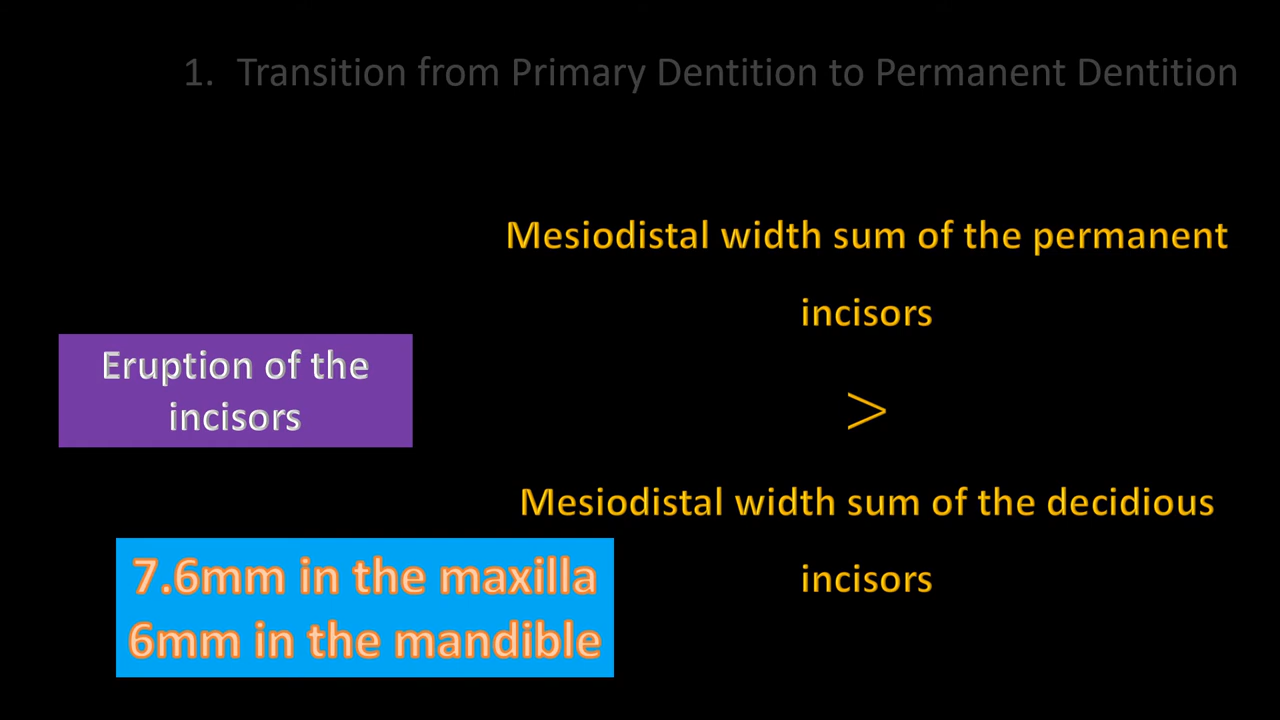 1. Transition from Primary Dentition to Permanent Dentition
Mesiodistal width sum of the permanent
incisors
>
Mesiodistal width sum of the decidious
incisors
Eruption of the
incisors
7.6mm in the maxilla
6mm in the mandible